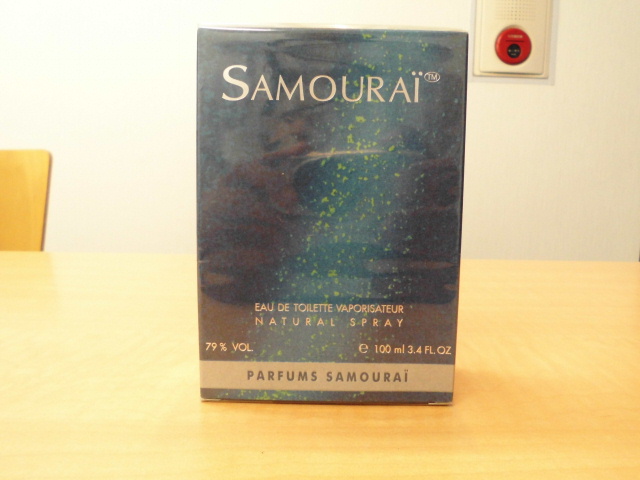 SAMOURAÏ™
EAU DE TOILETTE VAPORISATEUR
NATURAL SPRAY
79% VOL.
℮ 100 ml 3.4 FL.OZ
PARFUMS SAMOURAÏ